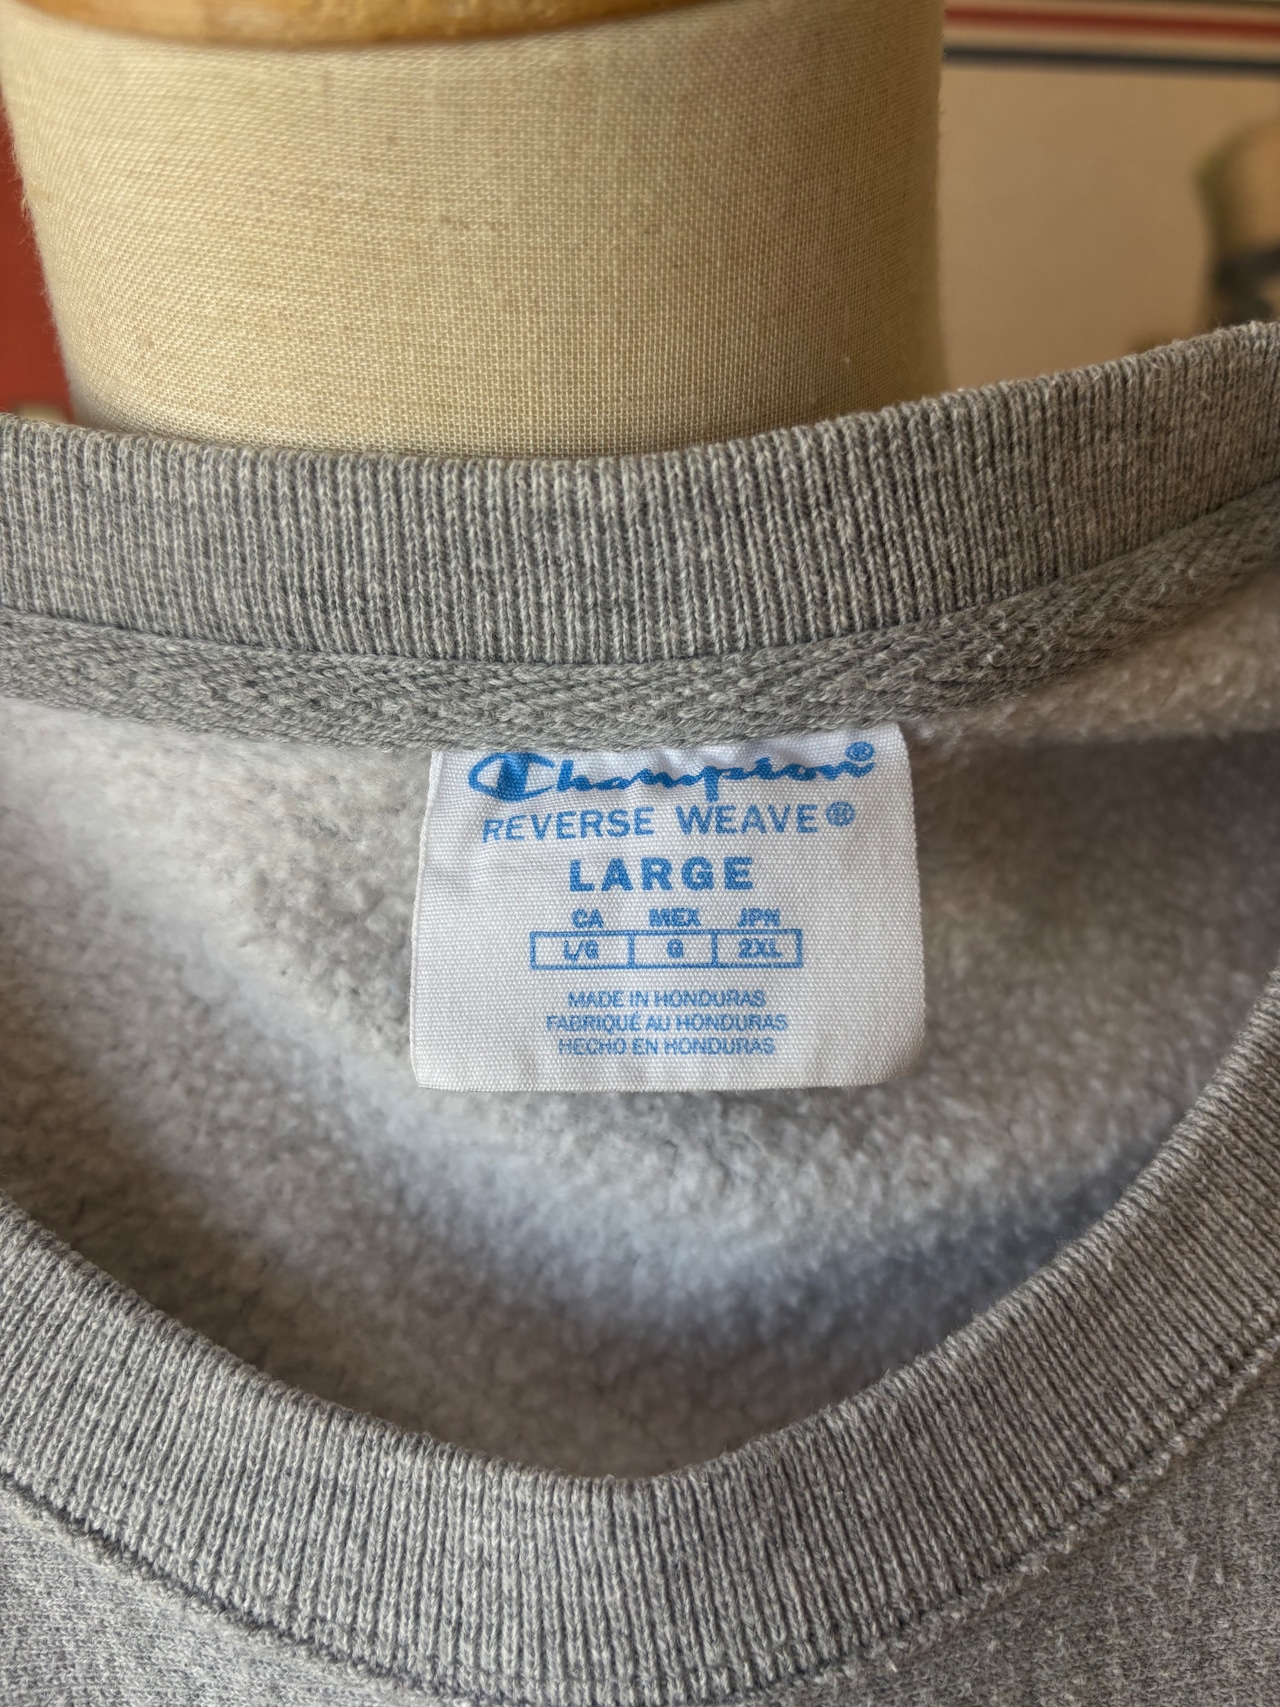 Champion®
REVERSE WEAVE®
LARGE
CA MEX JPN
L/G G 2XL
MADE IN HONDURAS
FABRIQUÉ AU HONDURAS
HECHO EN HONDURAS